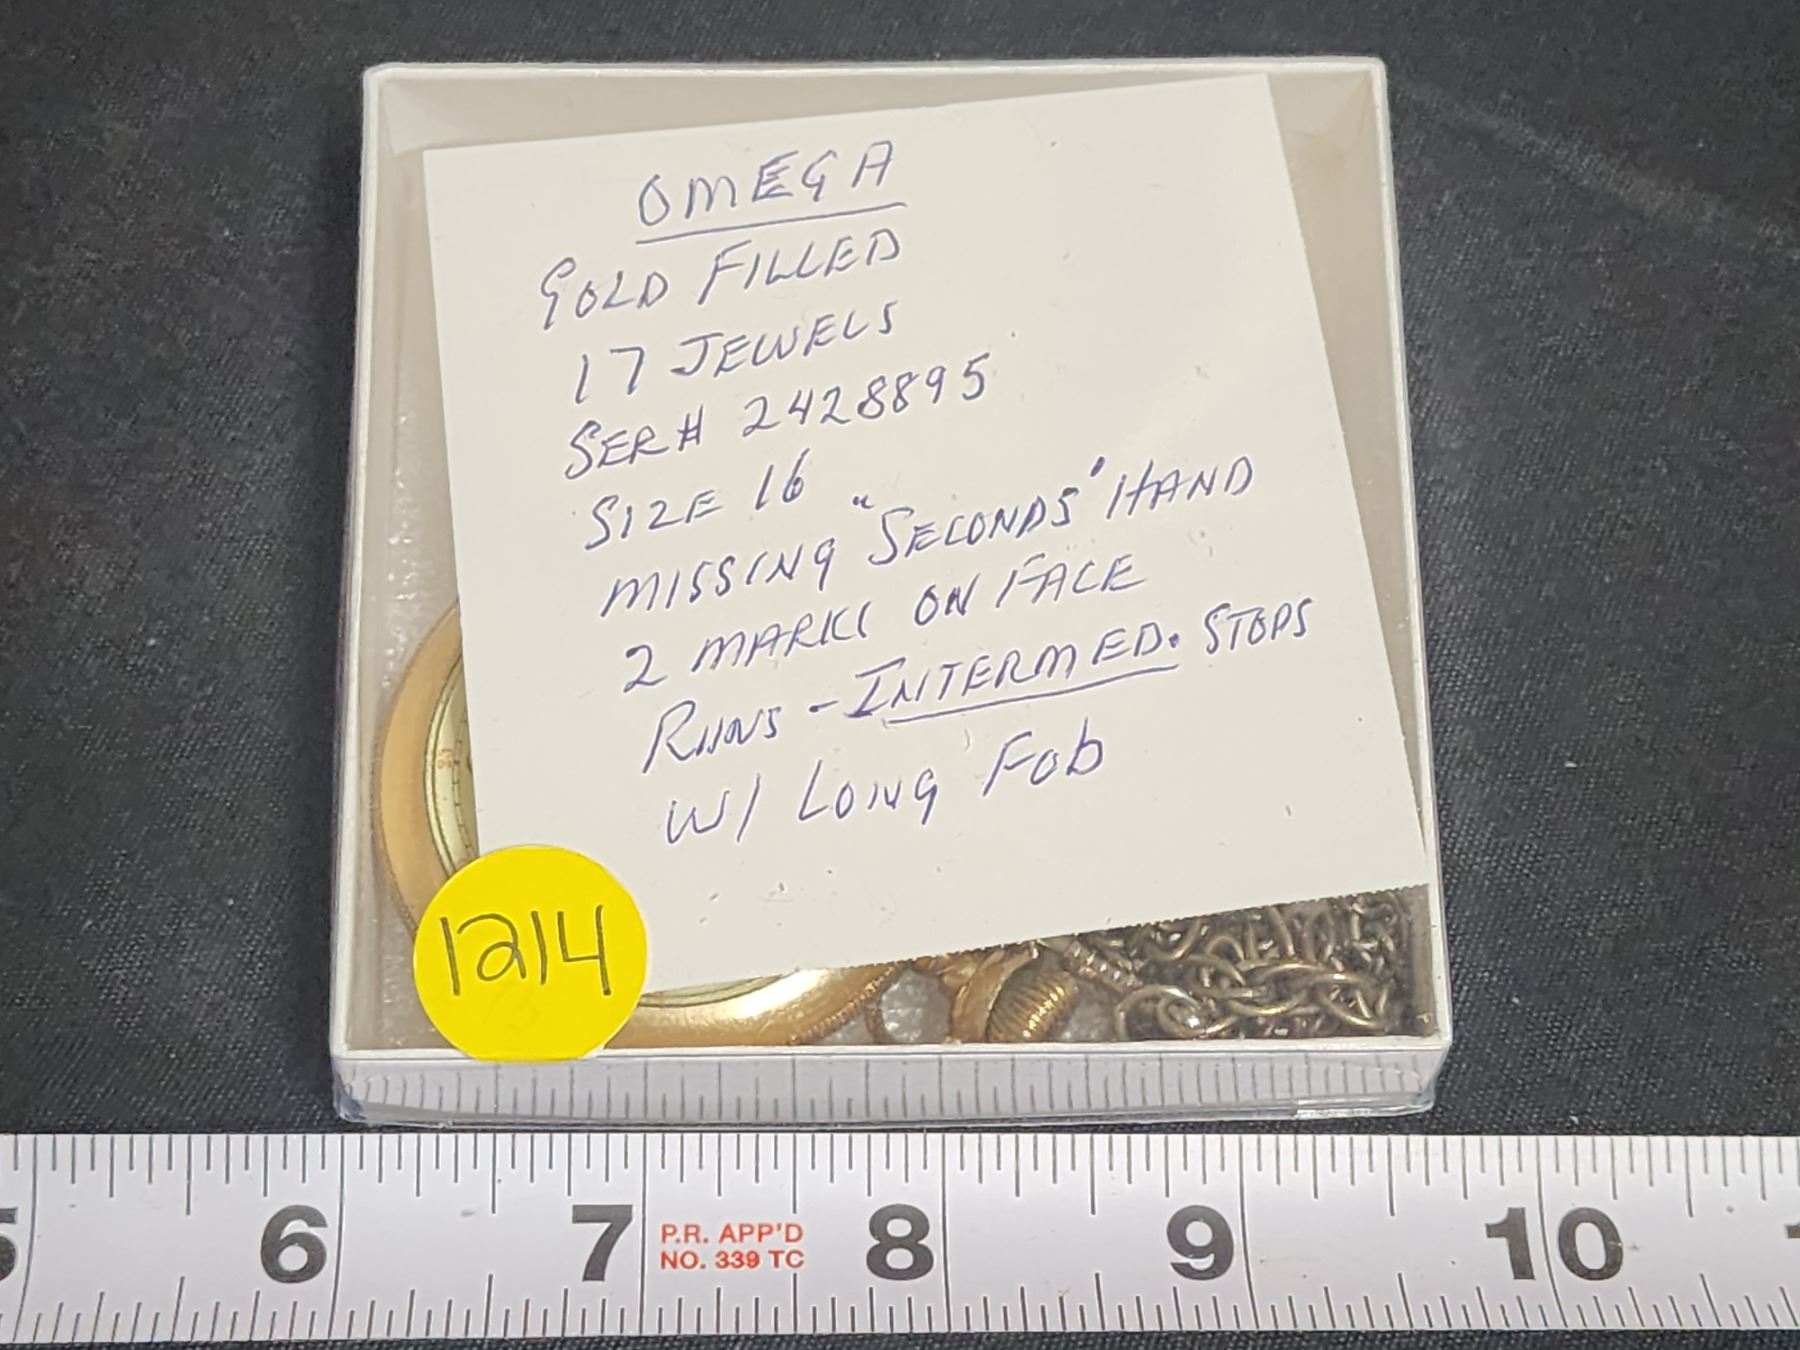 OMEGA
GOLD FILLED
17 JEWELS
SER# 2428895
SIZE 16
MISSING "SECONDS" HAND
2 MARKS ON FACE
RUNS - INTERMED. STOPS
W/ LONG FOB
1214
5 6 7 8 9 10
P.R. APP'D
NO. 339 TC